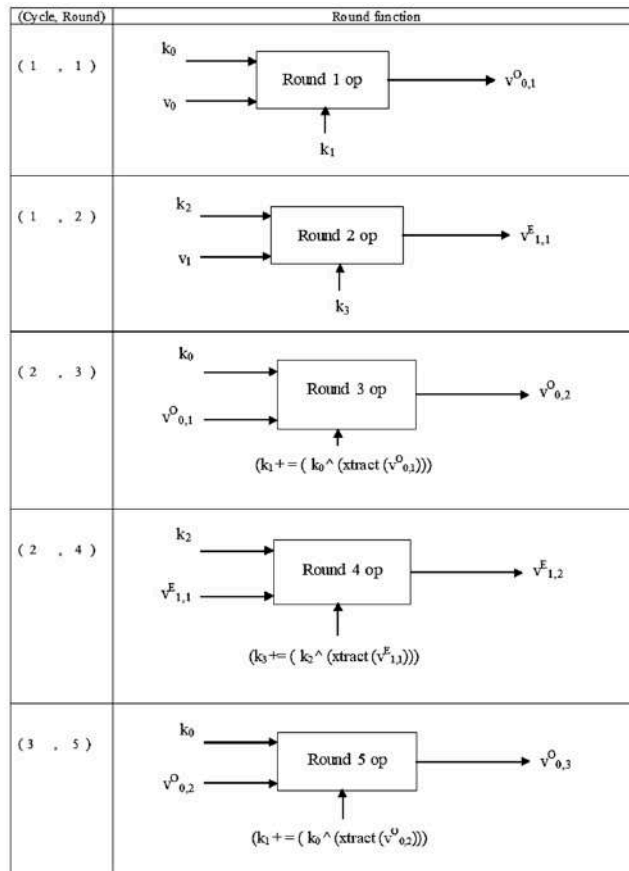 (Cycle, Round) Round function
( 1 , 1 )
k₀
v₀
Round 1 op
vᴼ₀,₁
k₁
( 1 , 2 )
k₂
v₁
Round 2 op
vᴱ₁,₁
k₃
( 2 , 3 )
k₀
vᴼ₀,₁
Round 3 op
vᴼ₀,₂
(k₁+=( k₀^(xtract(vᴼ₀,₁)))
( 2 , 4 )
k₂
vᴱ₁,₁
Round 4 op
vᴱ₁,₂
(k₃+=( k₂^(xtract(vᴱ₁,₁)))
( 3 , 5 )
k₀
vᴼ₀,₂
Round 5 op
vᴼ₀,₃
(k₁+=( k₀^(xtract(vᴼ₀,₂)))